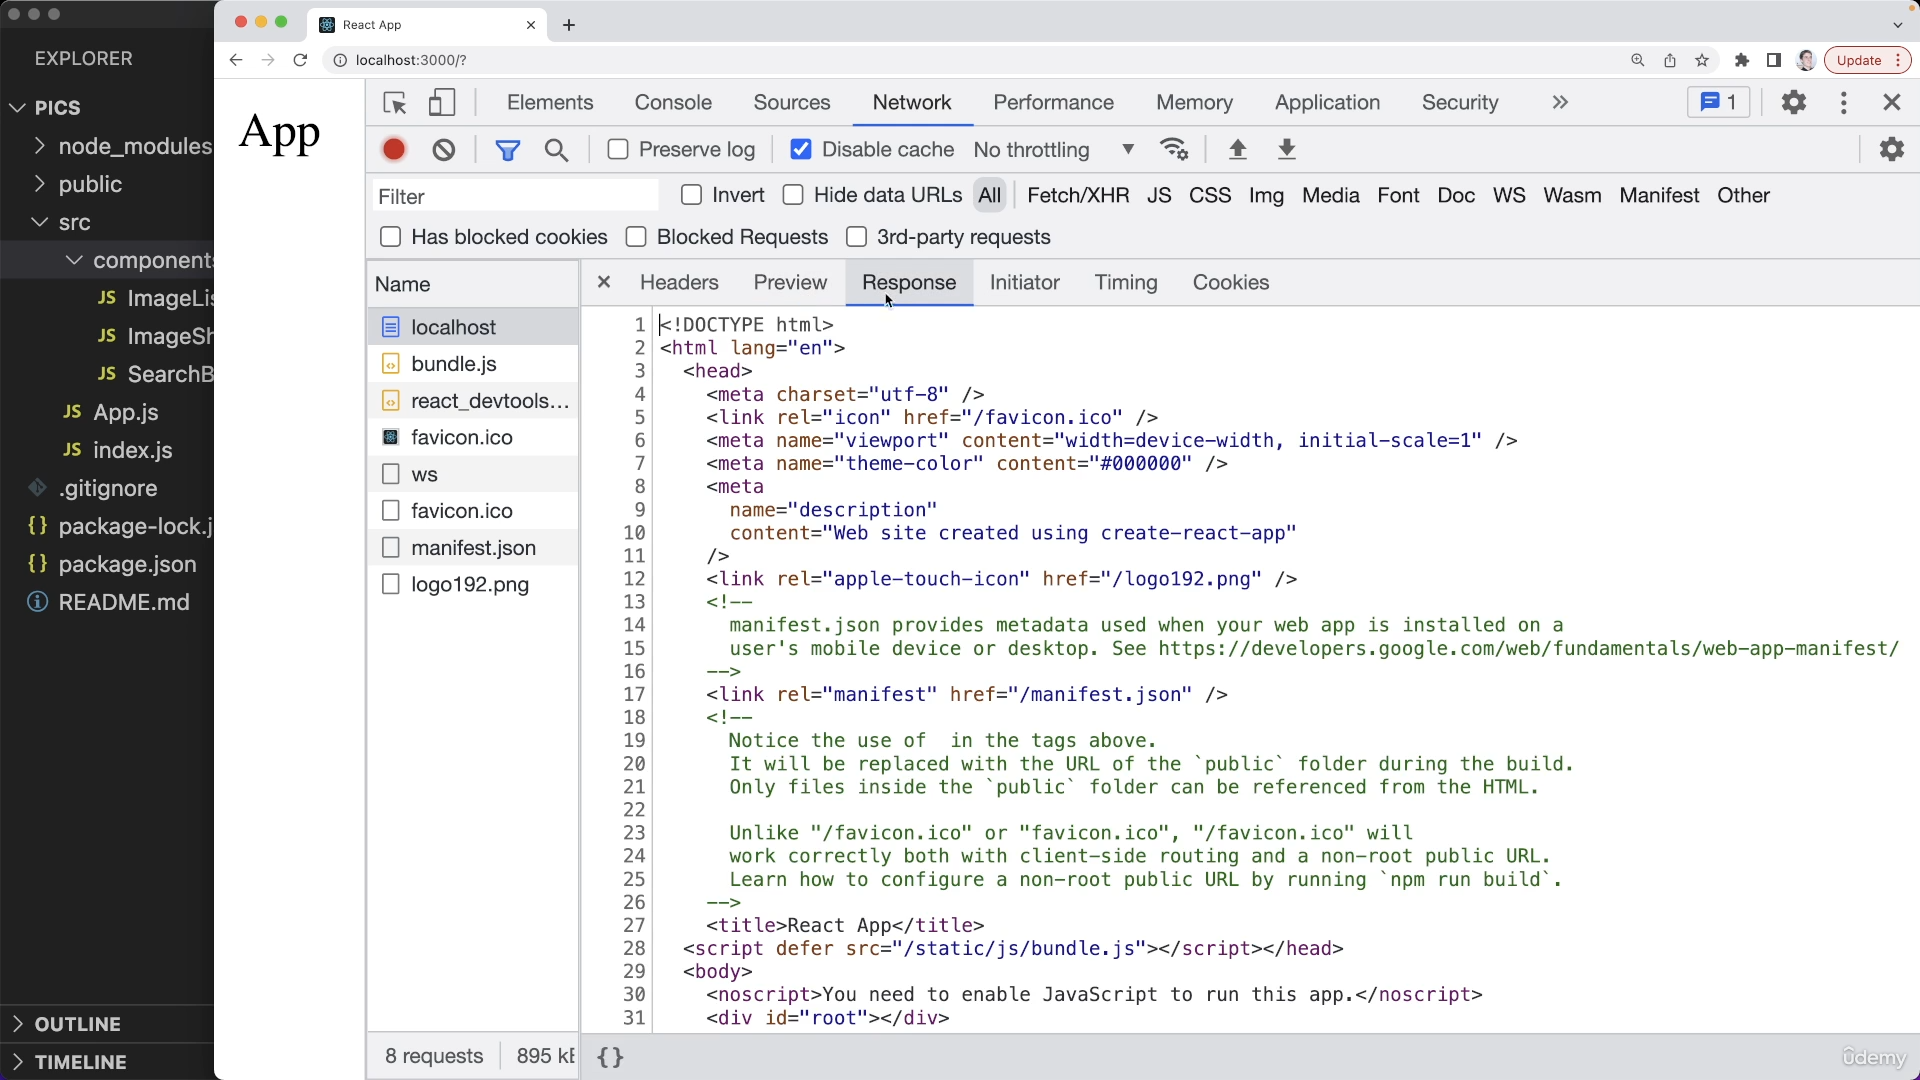 EXPLORER
PICS
node_modules
public
src
components
JS ImageLis
JS ImageSh
JS SearchB
JS App.js
JS index.js
.gitignore
{} package-lock.j
{} package.json
README.md
OUTLINE
TIMELINE
React App
localhost:3000/?
Update
App
Elements Console Sources Network Performance Memory Application Security 1
Preserve log Disable cache No throttling
Filter Invert Hide data URLs All Fetch/XHR JS CSS Img Media Font Doc WS Wasm Manifest Other
Has blocked cookies Blocked Requests 3rd-party requests
Name
localhost
bundle.js
react_devtools...
favicon.ico
ws
favicon.ico
manifest.json
logo192.png
8 requests 895 kE
Headers Preview Response Initiator Timing Cookies
1 <!DOCTYPE html>
2 <html lang="en">
3 <head>
4 <meta charset="utf-8" />
5 <link rel="icon" href="/favicon.ico" />
6 <meta name="viewport" content="width=device-width, initial-scale=1" />
7 <meta name="theme-color" content="#000000" />
8 <meta
9 name="description"
10 content="Web site created using create-react-app"
11 />
12 <link rel="apple-touch-icon" href="/logo192.png" />
13 <!--
14 manifest.json provides metadata used when your web app is installed on a
15 user's mobile device or desktop. See https://developers.google.com/web/fundamentals/web-app-manifest/
16 -->
17 <link rel="manifest" href="/manifest.json" />
18 <!--
19 Notice the use of  in the tags above.
20 It will be replaced with the URL of the `public` folder during the build.
21 Only files inside the `public` folder can be referenced from the HTML.
22
23 Unlike "/favicon.ico" or "favicon.ico", "/favicon.ico" will
24 work correctly both with client-side routing and a non-root public URL.
25 Learn how to configure a non-root public URL by running `npm run build`.
26 -->
27 <title>React App</title>
28 <script defer src="/static/js/bundle.js"></script></head>
29 <body>
30 <noscript>You need to enable JavaScript to run this app.</noscript>
31 <div id="root"></div>
{}
ûdemy